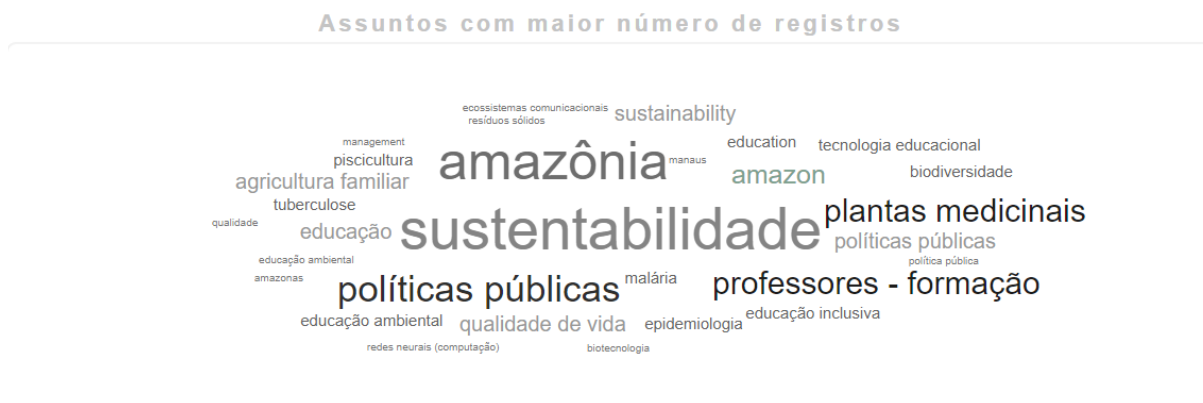 Assuntos com maior número de registros
ecossistemas comunicacionais
sustainability
resíduos sólidos
management
education
tecnologia educacional
piscicultura
amazônia
manaus
amazon
biodiversidade
agricultura familiar
tuberculose
plantas medicinais
qualidade
educação
sustentabilidade
políticas públicas
educação ambiental
política pública
amazonas
políticas públicas
malária
professores - formação
educação ambiental
qualidade de vida
epidemiologia
educação inclusiva
redes neurais (computação)
biotecnologia